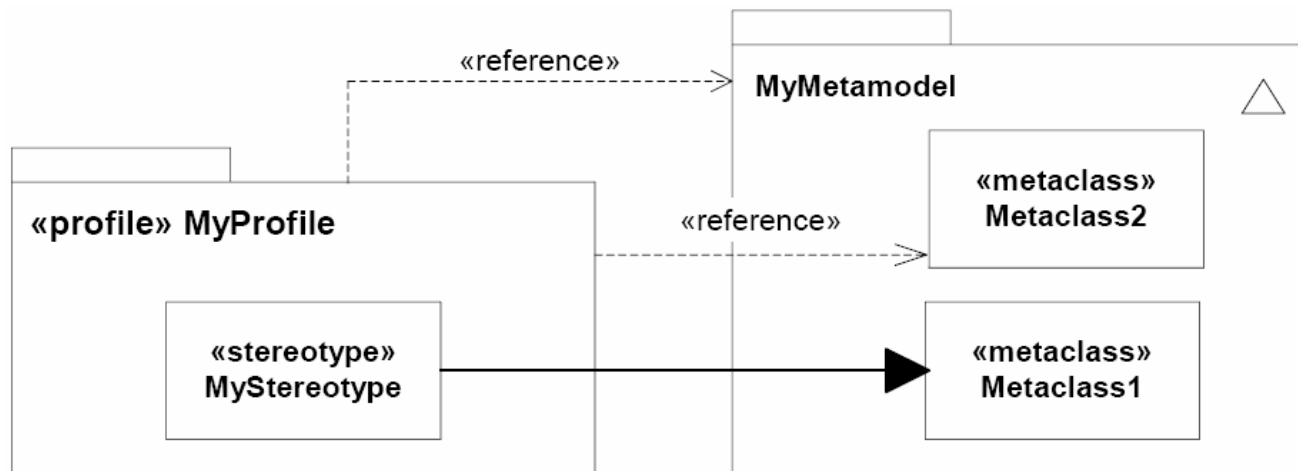 «reference»
MyMetamodel
«metaclass»
Metaclass2
«profile» MyProfile
«reference»
«stereotype»
MyStereotype
«metaclass»
Metaclass1